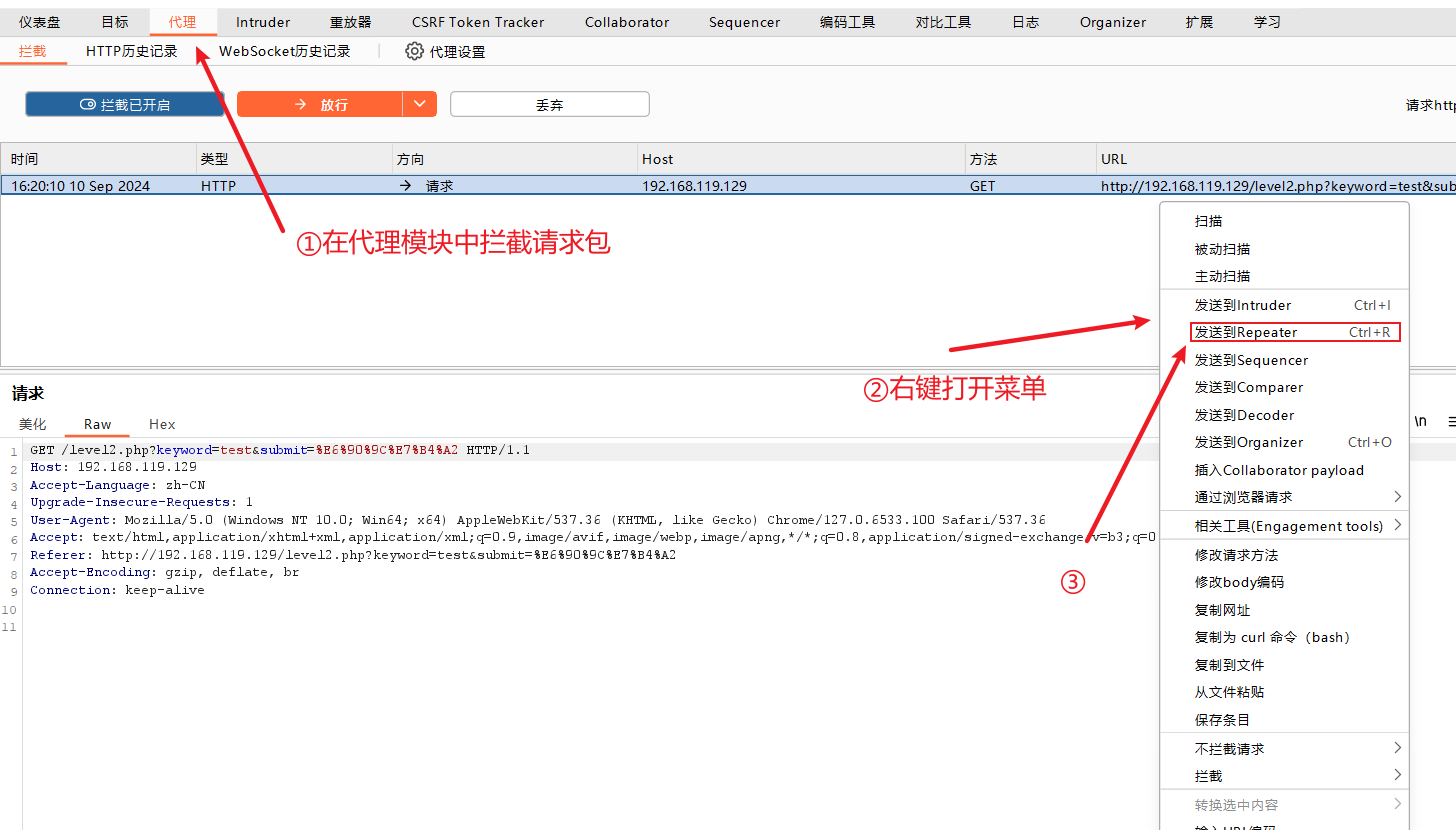 仪表盘 目标 代理 Intruder 重放器 CSRF Token Tracker Collaborator Sequencer 编码工具 对比工具 日志 Organizer 扩展 学习
拦截 HTTP历史记录 WebSocket历史记录 代理设置
拦截已开启 放行 丢弃 请求http
时间 类型 方向 Host 方法 URL
16:20:10 10 Sep 2024 HTTP → 请求 192.168.119.129 GET http://192.168.119.129/level2.php?keyword=test&sub
①在代理模块中拦截请求包
②右键打开菜单
③
扫描
被动扫描
主动扫描
发送到Intruder Ctrl+I
发送到Repeater Ctrl+R
发送到Sequencer
发送到Comparer
发送到Decoder
发送到Organizer Ctrl+O
插入Collaborator payload
通过浏览器请求
相关工具(Engagement tools)
修改请求方法
修改body编码
复制网址
复制为 curl 命令（bash）
复制到文件
从文件粘贴
保存条目
不拦截请求
拦截
转换选中内容
请求
美化 Raw Hex \n
1 GET /level2.php?keyword=test&submit=%E6%90%9C%E7%B4%A2 HTTP/1.1
2 Host: 192.168.119.129
3 Accept-Language: zh-CN
4 Upgrade-Insecure-Requests: 1
5 User-Agent: Mozilla/5.0 (Windows NT 10.0; Win64; x64) AppleWebKit/537.36 (KHTML, like Gecko) Chrome/127.0.6533.100 Safari/537.36
6 Accept: text/html,application/xhtml+xml,application/xml;q=0.9,image/avif,image/webp,image/apng,*/*;q=0.8,application/signed-exchange;v=b3;q=0
7 Referer: http://192.168.119.129/level2.php?keyword=test&submit=%E6%90%9C%E7%B4%A2
8 Accept-Encoding: gzip, deflate, br
9 Connection: keep-alive
10
11